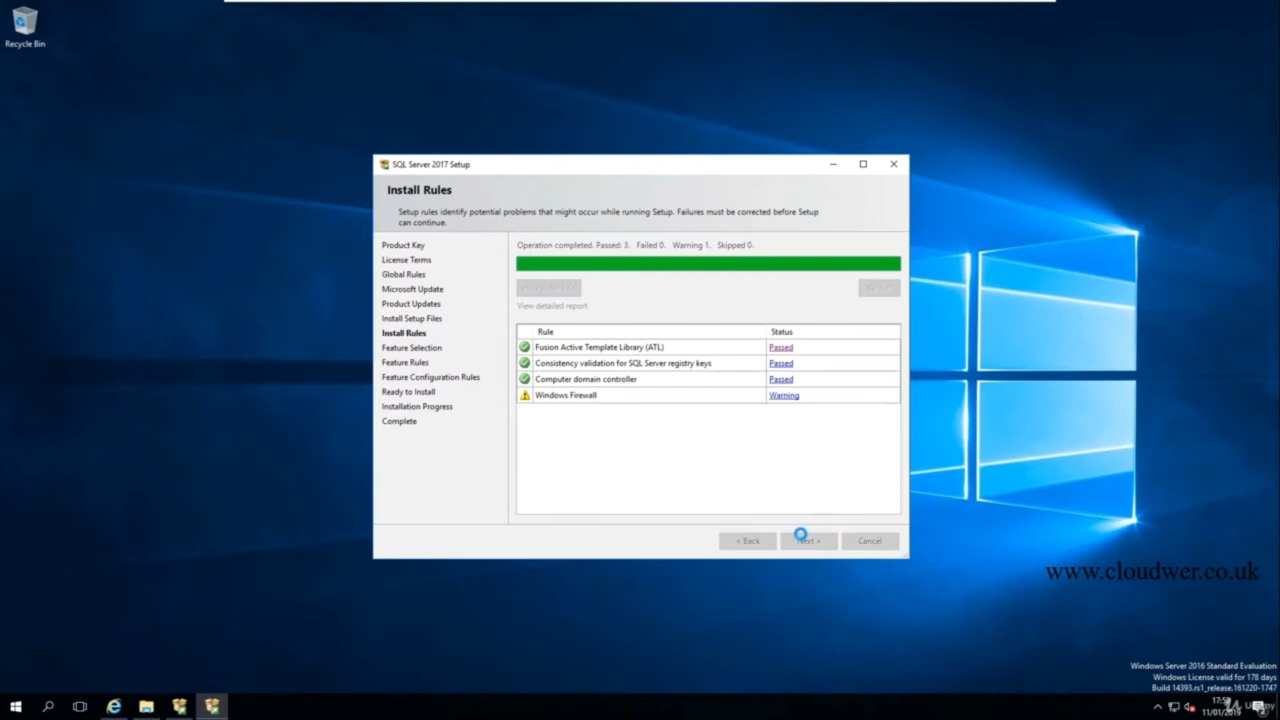 Recycle Bin
SQL Server 2017 Setup
Install Rules
Setup rules identify potential problems that might occur while running Setup. Failures must be corrected before Setup
can continue.
Product Key
License Terms
Global Rules
Microsoft Update
Product Updates
Install Setup Files
Install Rules
Feature Selection
Feature Rules
Feature Configuration Rules
Ready to Install
Installation Progress
Complete
Operation completed. Passed: 3. Failed 0. Warning 1. Skipped 0.
View detailed report
Rule Status
Fusion Active Template Library (ATL) Passed
Consistency validation for SQL Server registry keys Passed
Computer domain controller Passed
Windows Firewall Warning
< Back Next > Cancel
www.cloudwer.co.uk
Windows Server 2016 Standard Evaluation
Windows License valid for 178 days
Build 14393.rs1_release.161220-1747
11/01/2019